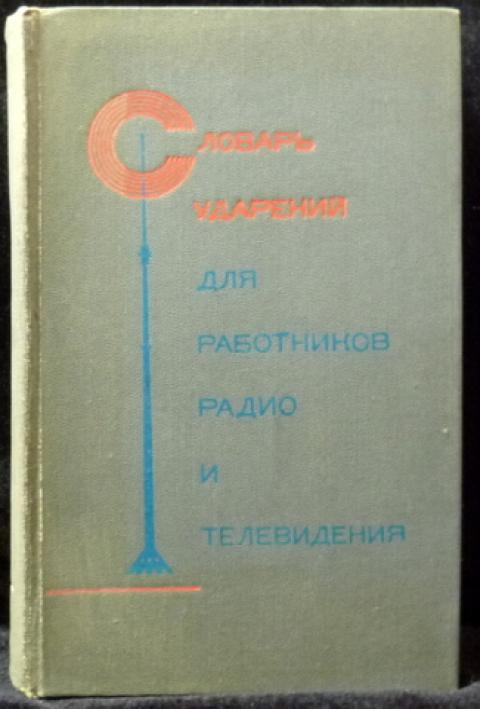 Словарь
ударений
для
работников
радио
и
телевидения